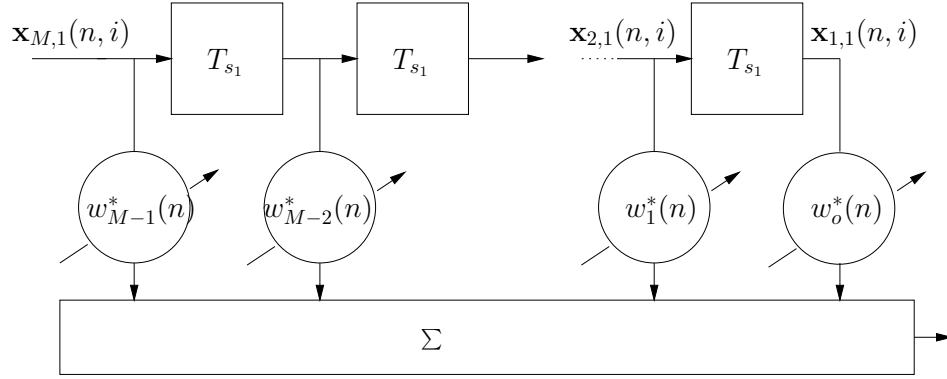 𝐱_{M,1}(n, i)
T_{s_1}
T_{s_1}
𝐱_{2,1}(n, i)
T_{s_1}
𝐱_{1,1}(n, i)
w^*_{M−1}(n)
w^*_{M−2}(n)
w^*_1(n)
w^*_o(n)
Σ